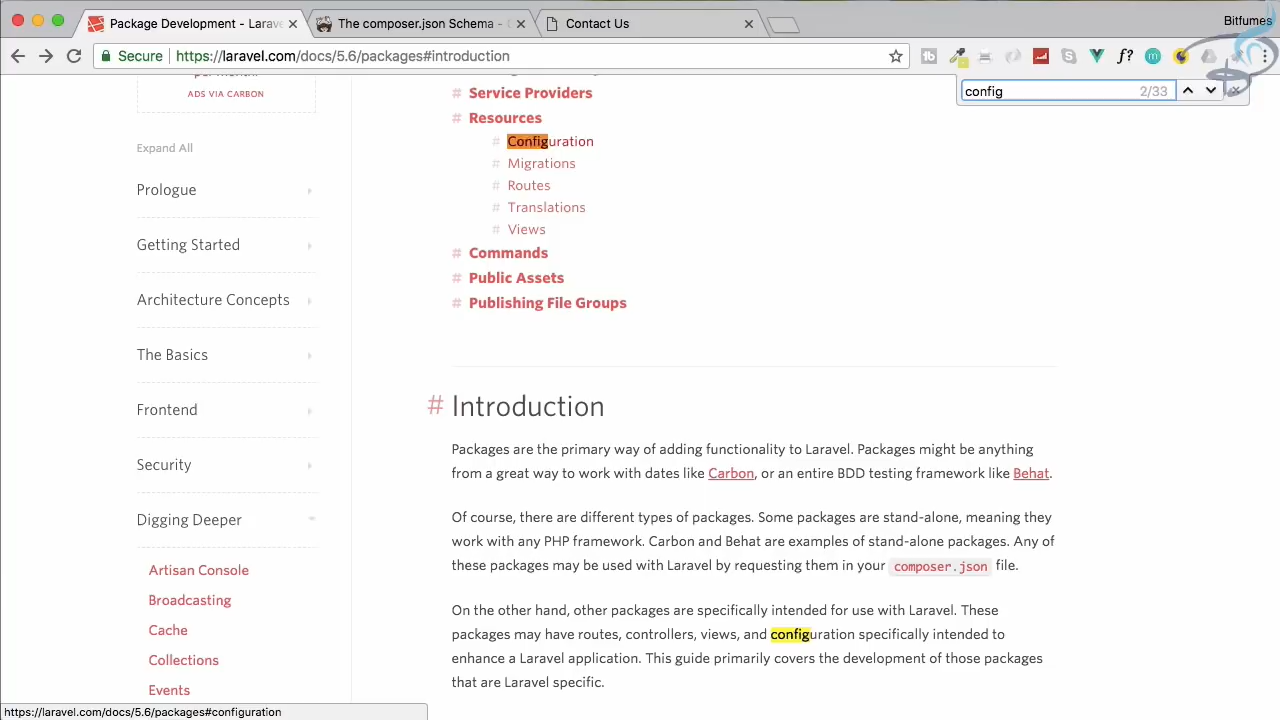 Package Development - Larave
The composer.json Schema - C
Contact Us
Bitfumes
Secure
https://laravel.com/docs/5.6/packages#introduction
config
2/33
ADS VIA CARBON
Expand All
Prologue
Getting Started
Architecture Concepts
The Basics
Frontend
Security
Digging Deeper
Artisan Console
Broadcasting
Cache
Collections
Events
# Service Providers
# Resources
# Configuration
# Migrations
# Routes
# Translations
# Views
# Commands
# Public Assets
# Publishing File Groups
# Introduction
Packages are the primary way of adding functionality to Laravel. Packages might be anything
from a great way to work with dates like Carbon, or an entire BDD testing framework like Behat.
Of course, there are different types of packages. Some packages are stand-alone, meaning they
work with any PHP framework. Carbon and Behat are examples of stand-alone packages. Any of
these packages may be used with Laravel by requesting them in your composer.json file.
On the other hand, other packages are specifically intended for use with Laravel. These
packages may have routes, controllers, views, and configuration specifically intended to
enhance a Laravel application. This guide primarily covers the development of those packages
that are Laravel specific.
https://laravel.com/docs/5.6/packages#configuration